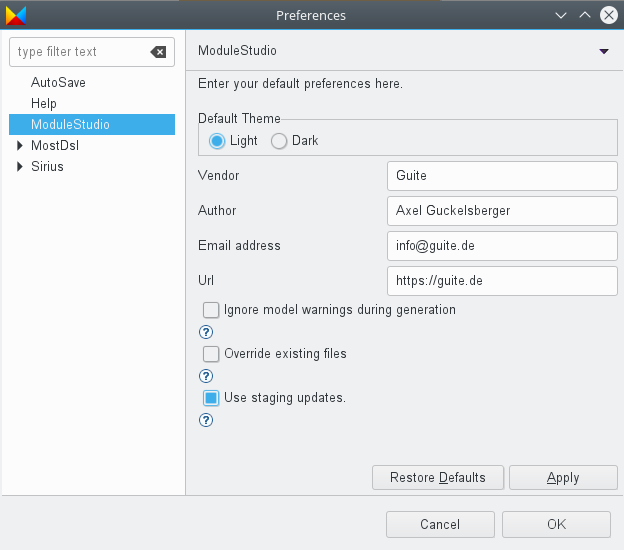 Preferences
type filter text
AutoSave
Help
ModuleStudio
MostDsl
Sirius
ModuleStudio
Enter your default preferences here.
Default Theme
Light Dark
Vendor Guite
Author Axel Guckelsberger
Email address info@guite.de
Url https://guite.de
Ignore model warnings during generation
?
Override existing files
?
Use staging updates.
?
Restore Defaults Apply
Cancel OK